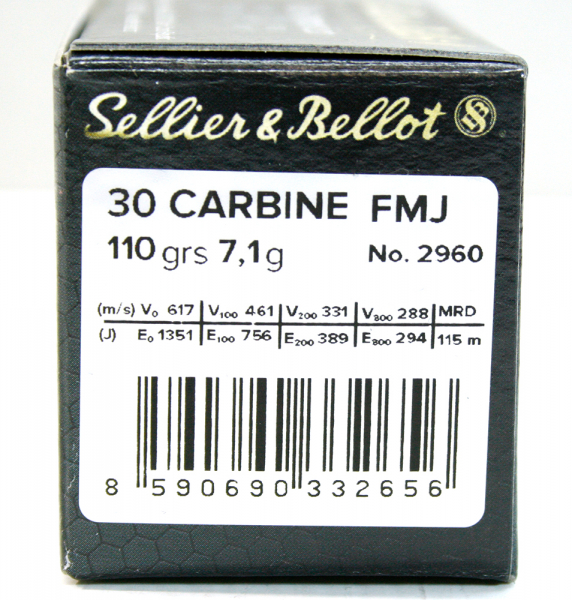 Sellier & Bellot
30 CARBINE FMJ
110 grs 7,1 g No. 2960
(m/s) V₀ 617 V₁₀₀ 461 V₂₀₀ 331 V₃₀₀ 288 MRD
(J) E₀ 1351 E₁₀₀ 756 E₂₀₀ 389 E₃₀₀ 294 115 m
8 590690 332656